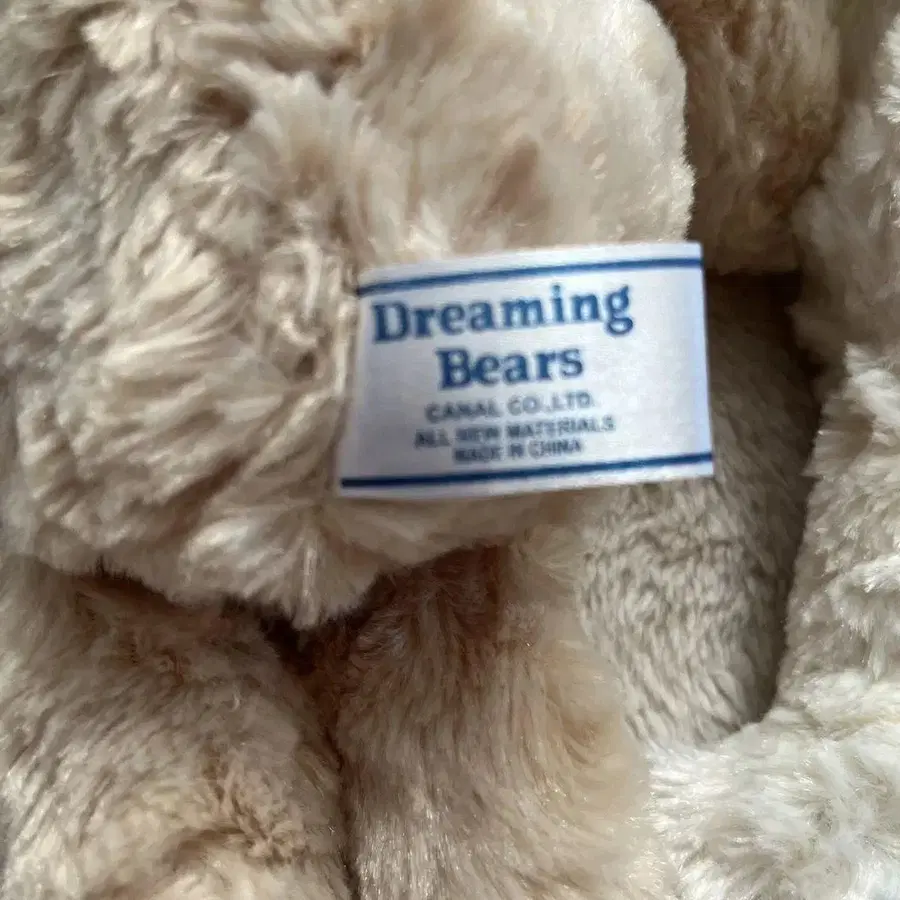 Dreaming
Bears
CANAL CO.,LTD.
ALL NEW MATERIALS
MADE IN CHINA